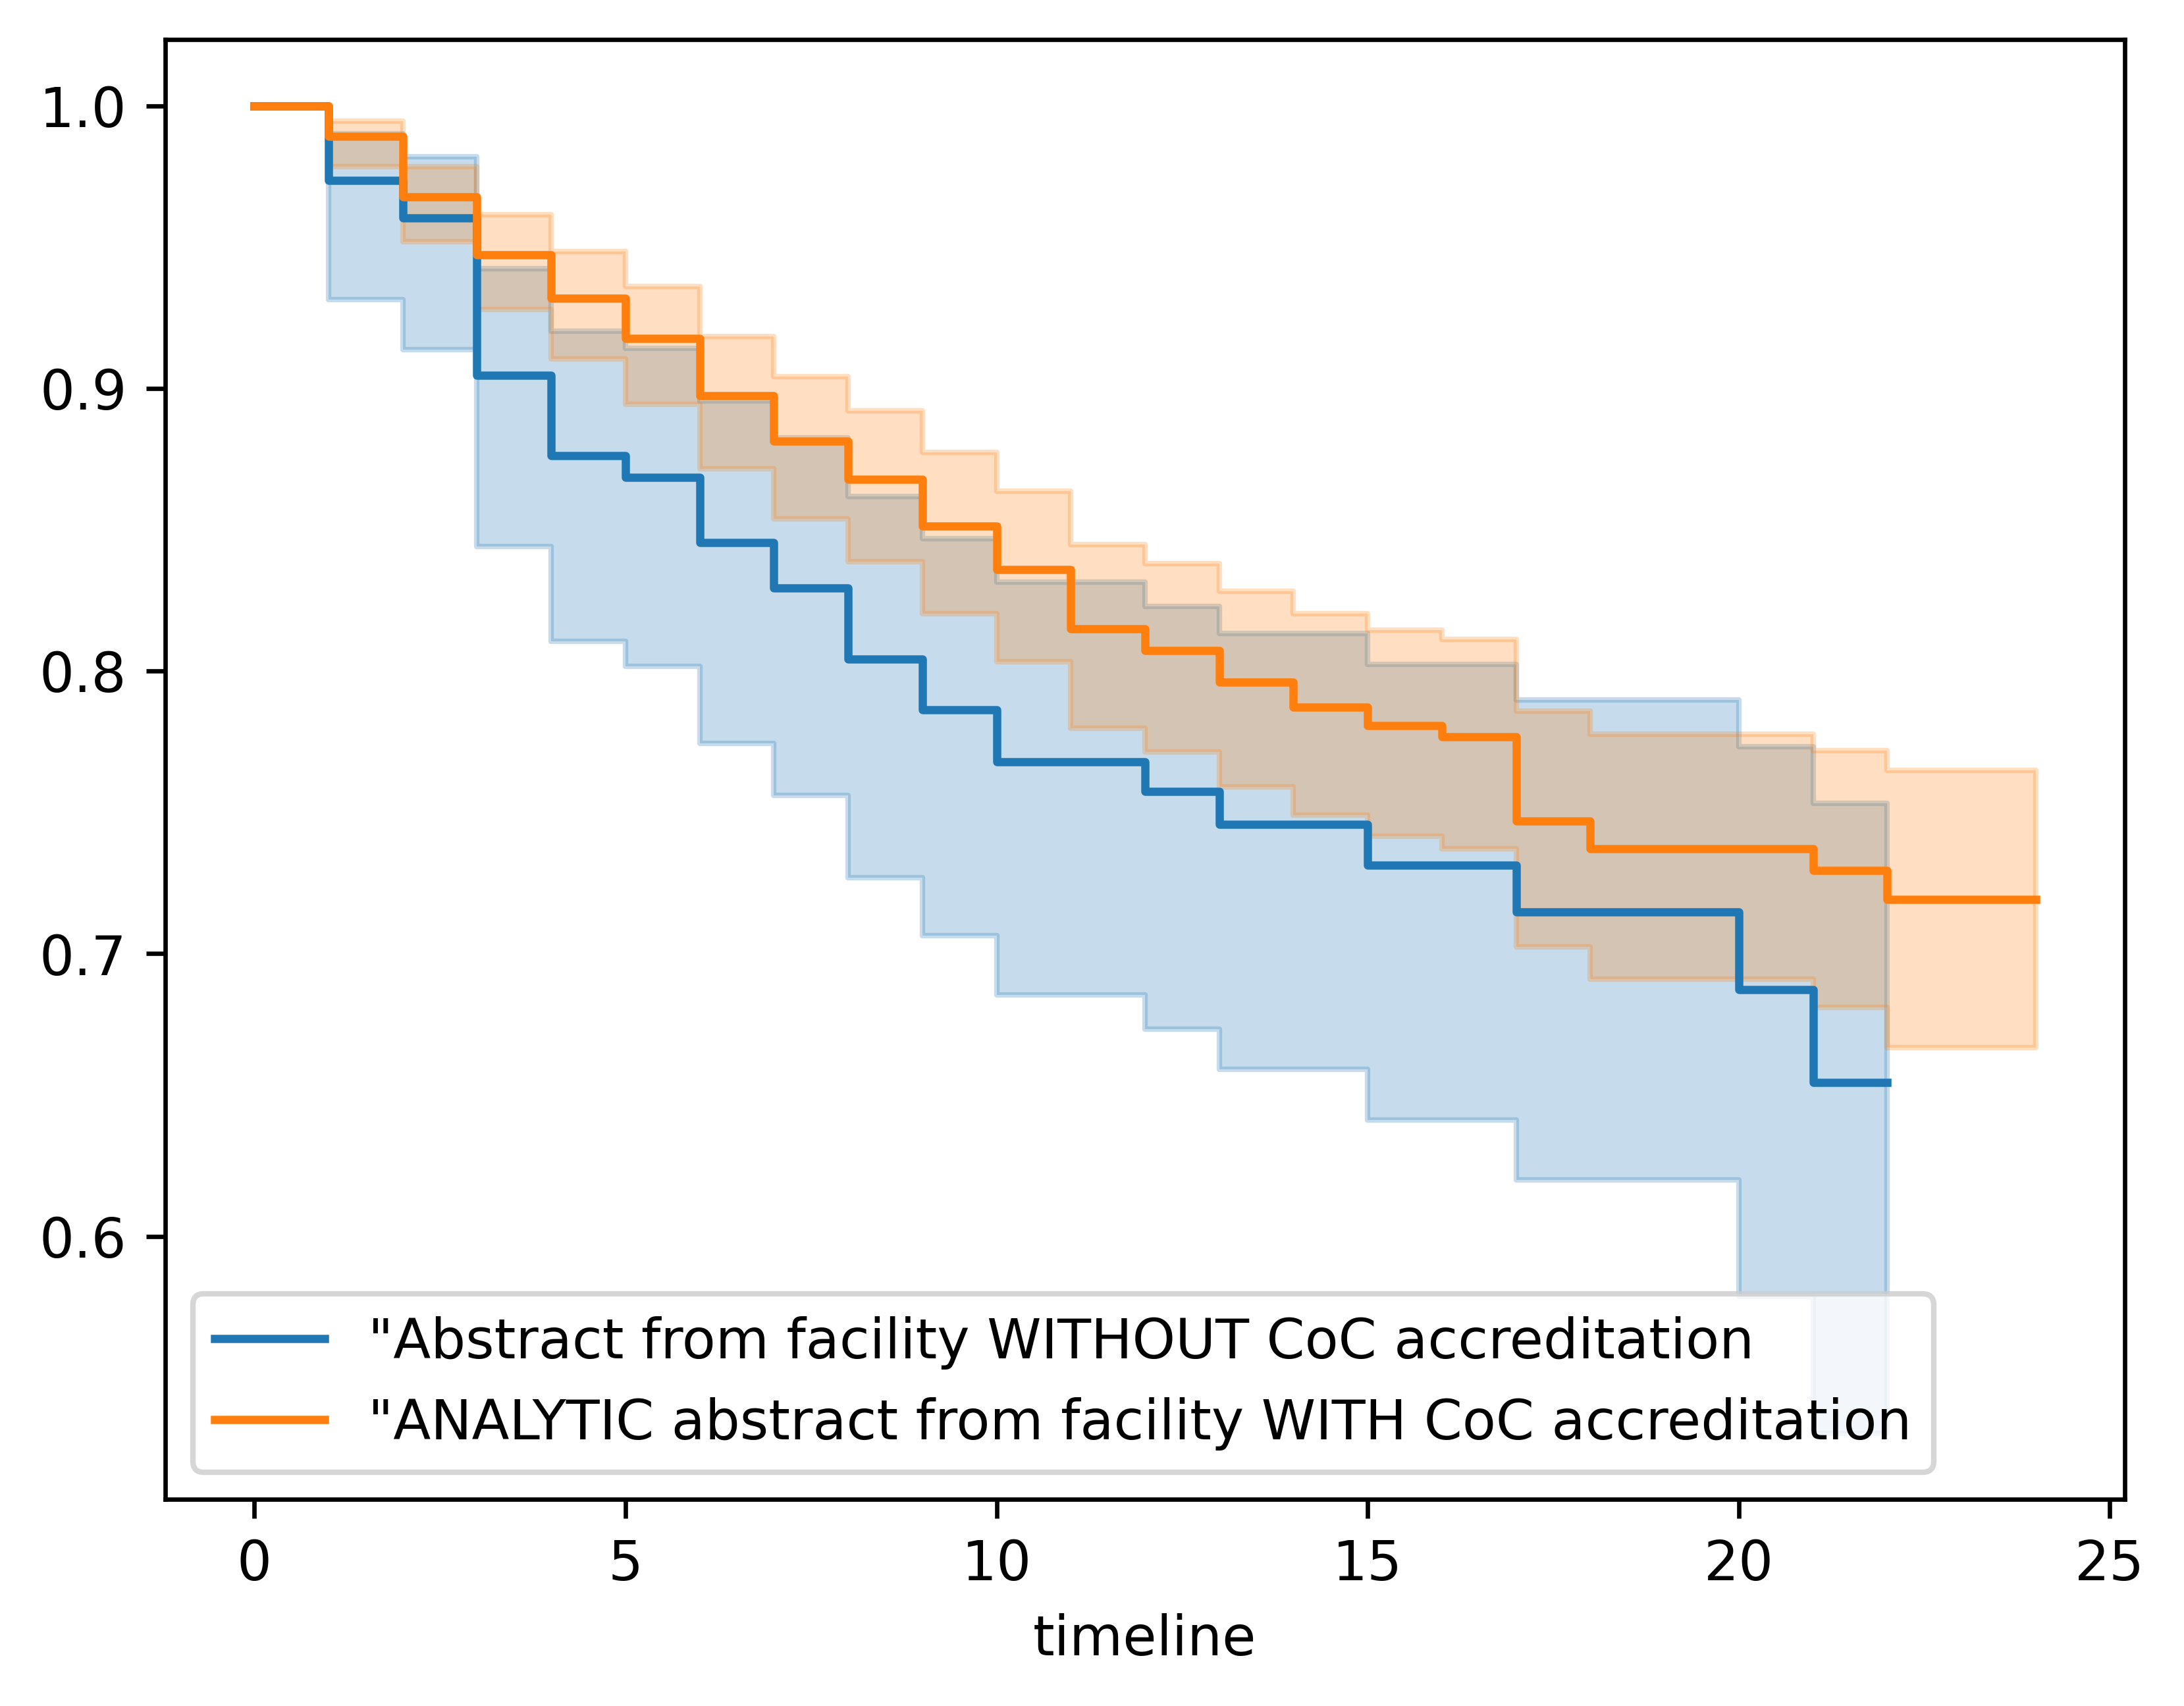 1.0
0.9
0.8
0.7
0.6
"Abstract from facility WITHOUT CoC accreditation
"ANALYTIC abstract from facility WITH CoC accreditation
0 5 10 15 20 25
timeline